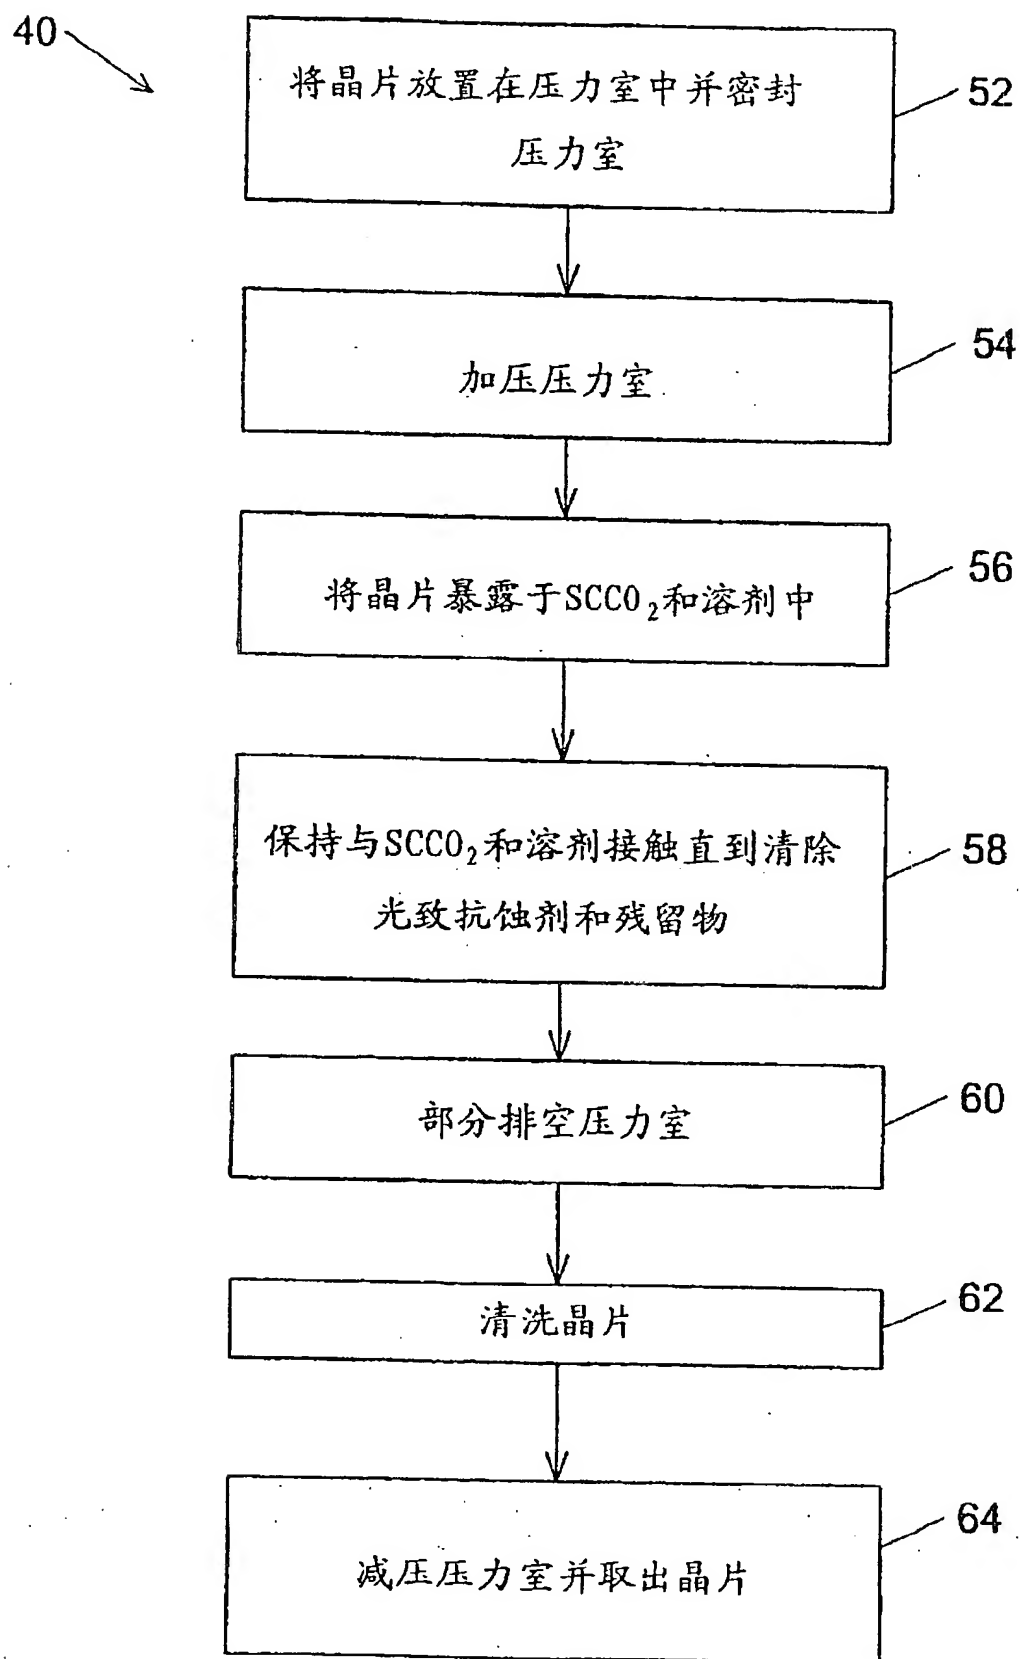 40
将晶片放置在压力室中并密封
压力室
52
加压压力室
54
将晶片暴露于SCCO₂和溶剂中
56
保持与SCCO₂和溶剂接触直到清除
光致抗蚀剂和残留物
58
部分排空压力室
60
清洗晶片
62
减压压力室并取出晶片
64